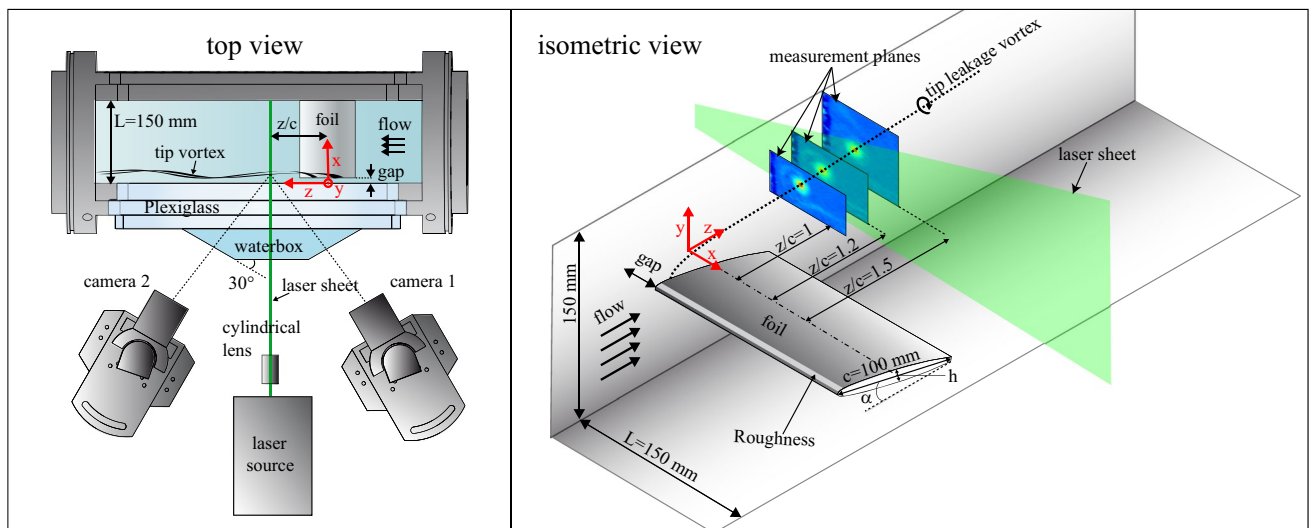 top view
L=150 mm
z/c
foil
flow
tip vortex
x
gap
z
y
Plexiglass
waterbox
30°
camera 2
laser sheet
camera 1
cylindrical
lens
laser
source
isometric view
measurement planes
tip leakage vortex
laser sheet
y
z
x
z/c=1
z/c=1.2
z/c=1.5
gap
150 mm
flow
foil
c=100 mm
h
α
Roughness
L=150 mm